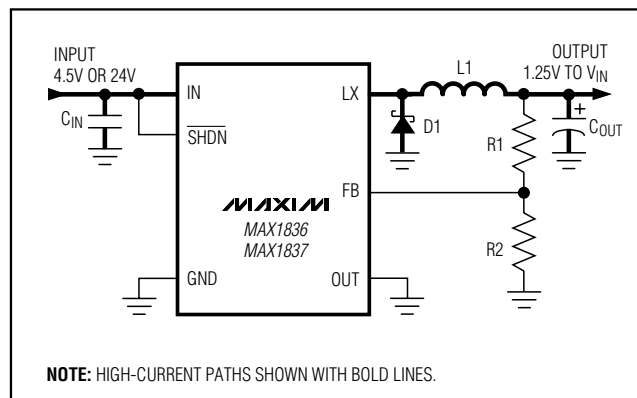 INPUT
4.5V OR 24V
OUTPUT
1.25V TO VIN
IN
LX
L1
CIN
SHDN
D1
R1
+
COUT
FB
MAXIM
MAX1836
MAX1837
R2
GND
OUT
NOTE: HIGH-CURRENT PATHS SHOWN WITH BOLD LINES.